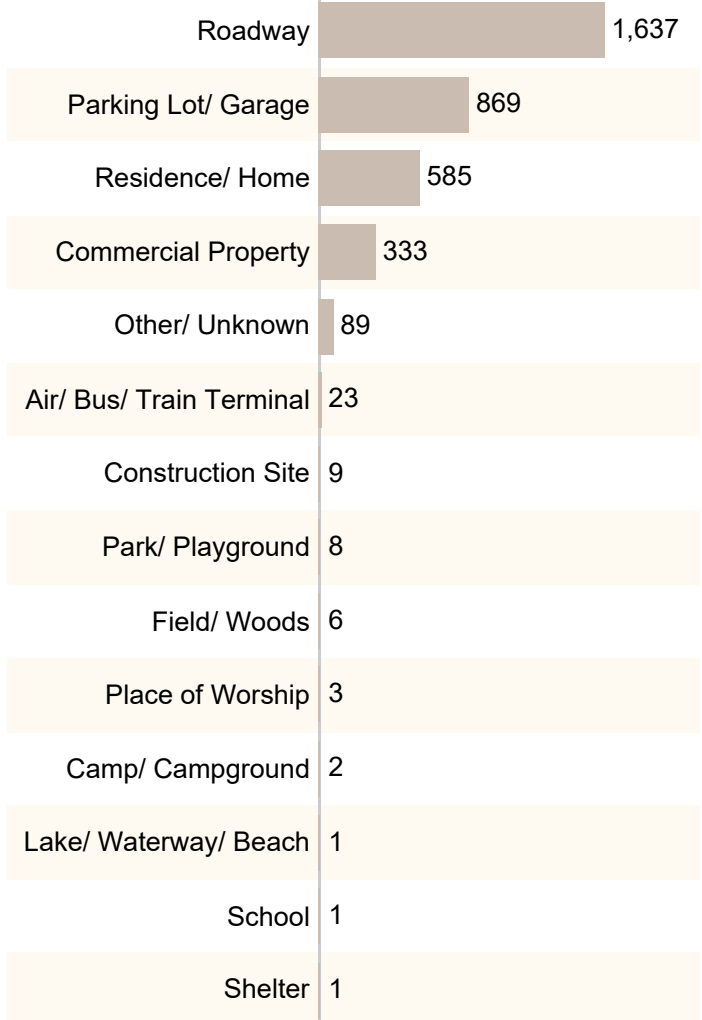 Roadway 1,637
Parking Lot/ Garage 869
Residence/ Home 585
Commercial Property 333
Other/ Unknown 89
Air/ Bus/ Train Terminal 23
Construction Site 9
Park/ Playground 8
Field/ Woods 6
Place of Worship 3
Camp/ Campground 2
Lake/ Waterway/ Beach 1
School 1
Shelter 1